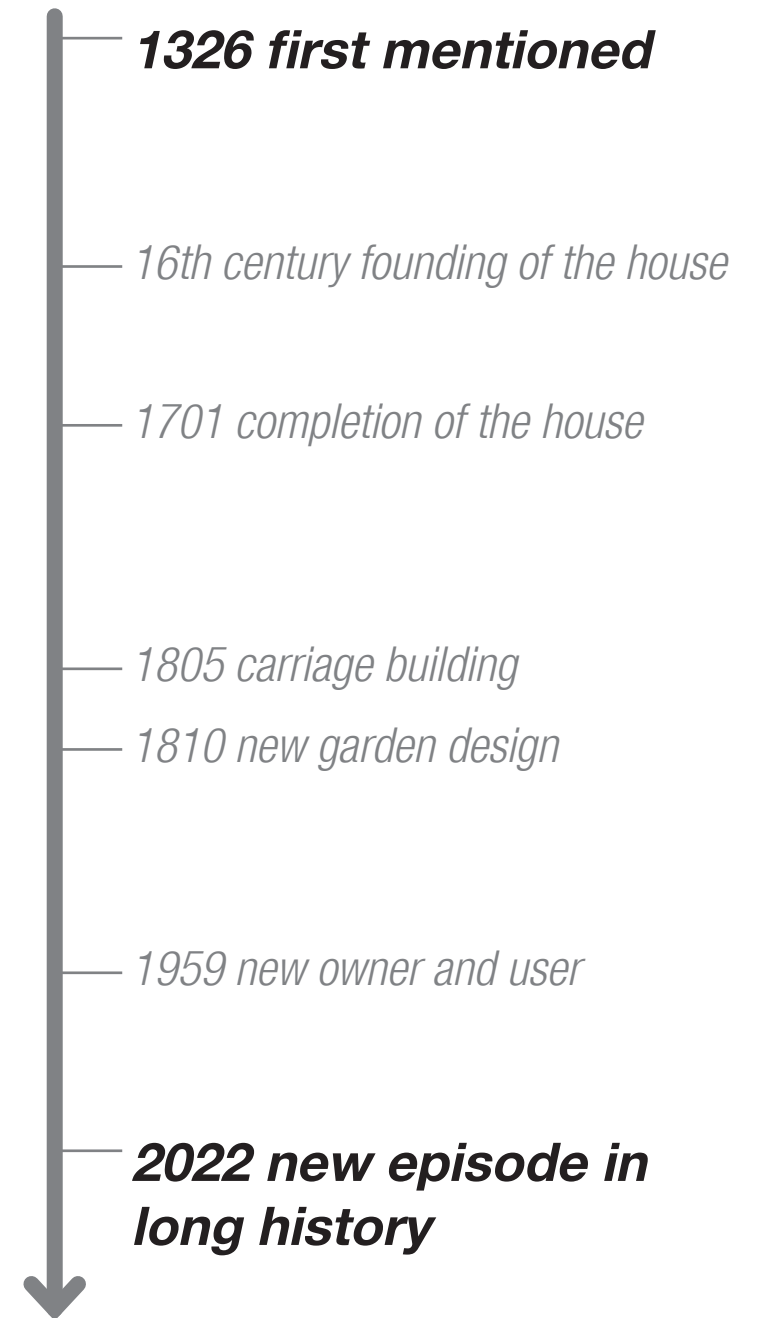 1326 first mentioned
16th century founding of the house
1701 completion of the house
1805 carriage building
1810 new garden design
1959 new owner and user
2022 new episode in
long history